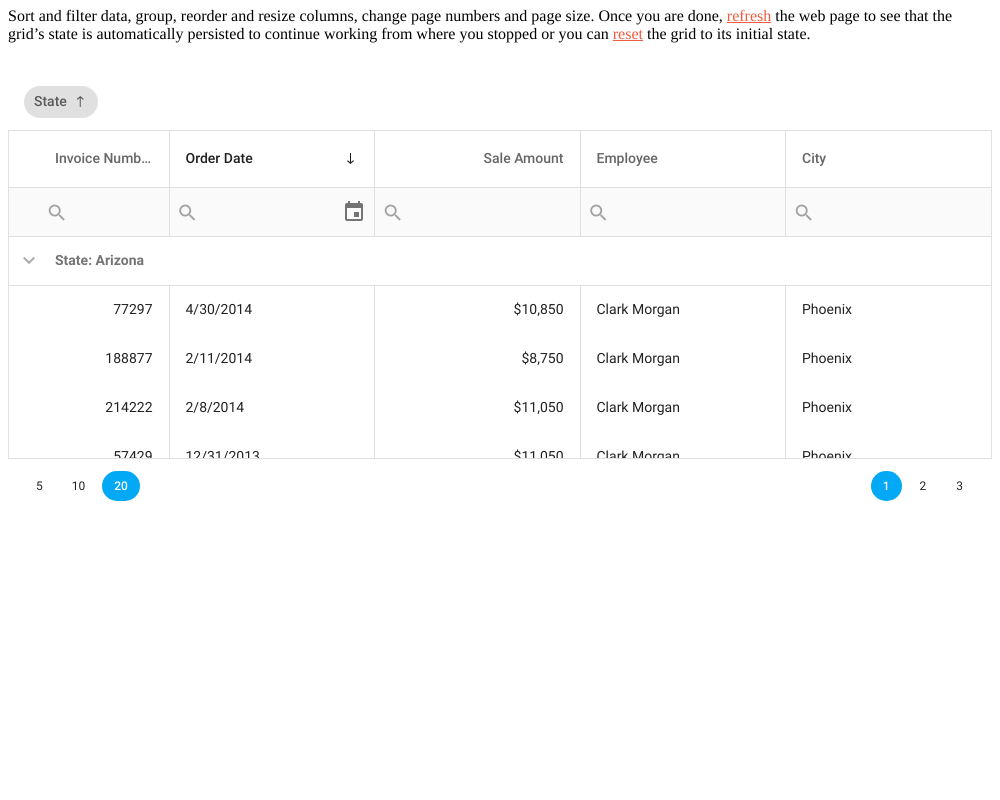 Sort and filter data, group, reorder and resize columns, change page numbers and page size. Once you are done, refresh the web page to see that the
grid’s state is automatically persisted to continue working from where you stopped or you can reset the grid to its initial state.
State
Invoice Numb... Order Date Sale Amount Employee City
State: Arizona
77297 4/30/2014 $10,850 Clark Morgan Phoenix
188877 2/11/2014 $8,750 Clark Morgan Phoenix
214222 2/8/2014 $11,050 Clark Morgan Phoenix
57429 12/31/2013 $11,050 Clark Morgan Phoenix
5 10 20 1 2 3